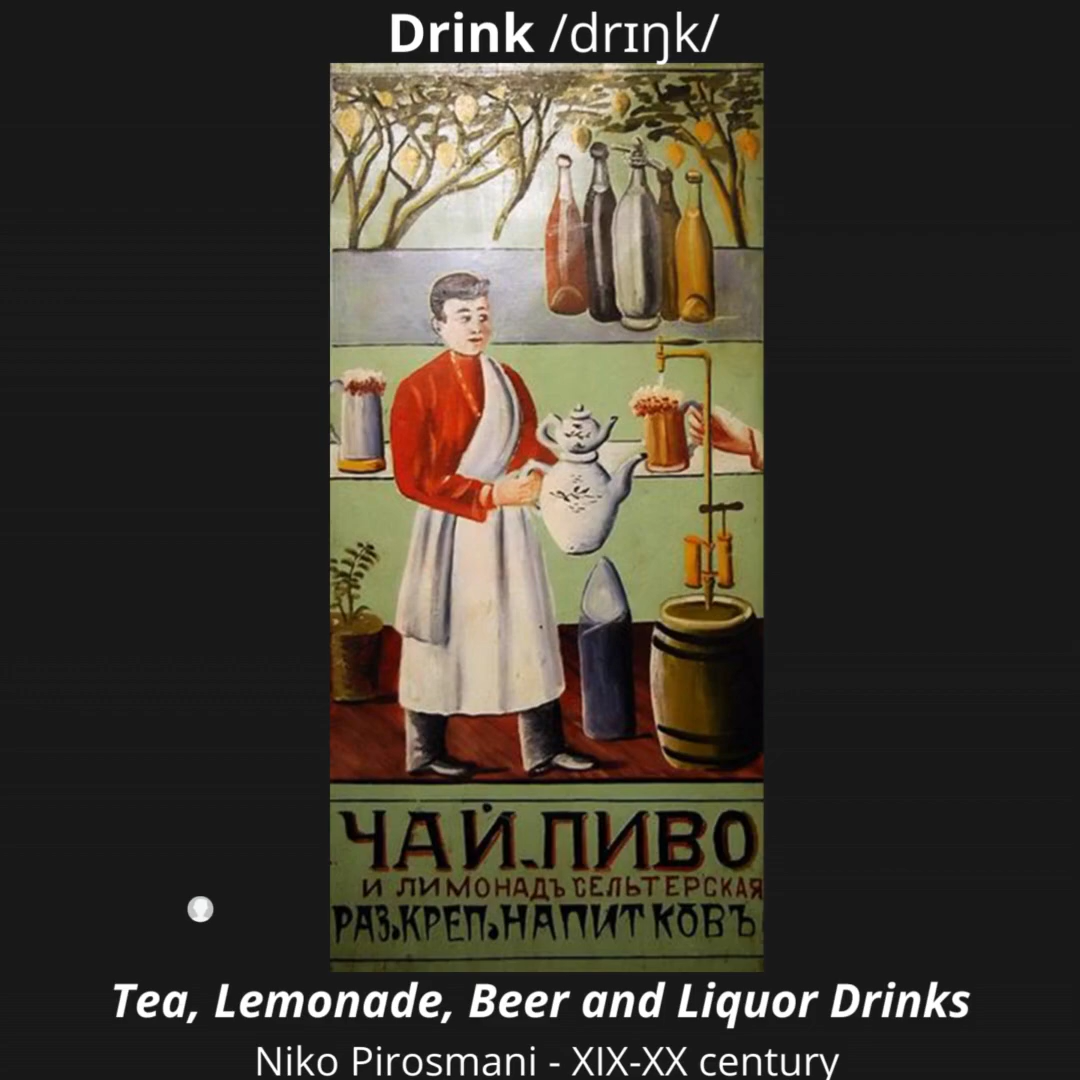 Drink /drɪŋk/
ЧАЙ.ПИВО
И ЛИМОНАДЪ СЕЛЬТЕРСКАЯ
РАЗ.КРЕП.НАПИТКОВЪ
Tea, Lemonade, Beer and Liquor Drinks
Niko Pirosmani - XIX-XX century